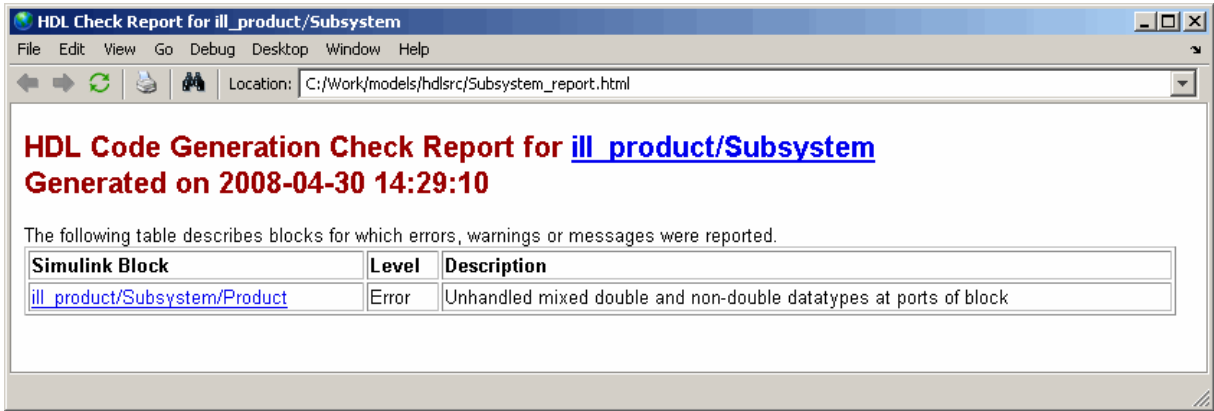 HDL Check Report for ill_product/Subsystem
File Edit View Go Debug Desktop Window Help
Location: C:/Work/models/hdlsrc/Subsystem_report.html
HDL Code Generation Check Report for ill_product/Subsystem
Generated on 2008-04-30 14:29:10
The following table describes blocks for which errors, warnings or messages were reported.
Simulink Block Level Description
ill_product/Subsystem/Product Error Unhandled mixed double and non-double datatypes at ports of block